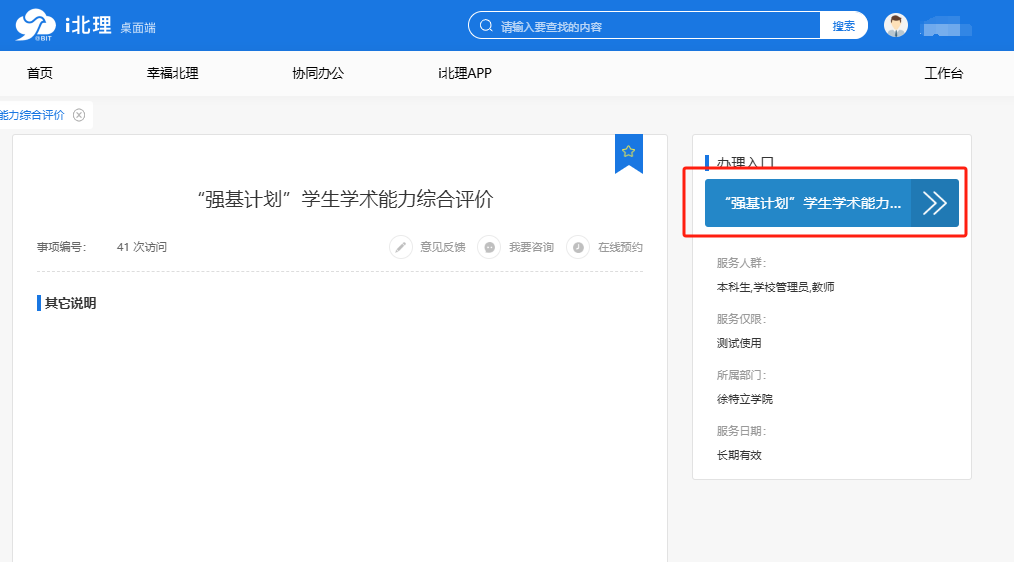 i北理 桌面端
@BIT
请输入要查找的内容
搜索
首页
幸福北理
协同办公
i北理APP
工作台
能力综合评价
“强基计划”学生学术能力综合评价
事项编号：
41 次访问
意见反馈
我要咨询
在线预约
其它说明
办理入口
“强基计划”学生学术能力...
服务人群：
本科生,学校管理员,教师
服务仅限：
测试使用
所属部门：
徐特立学院
服务日期：
长期有效